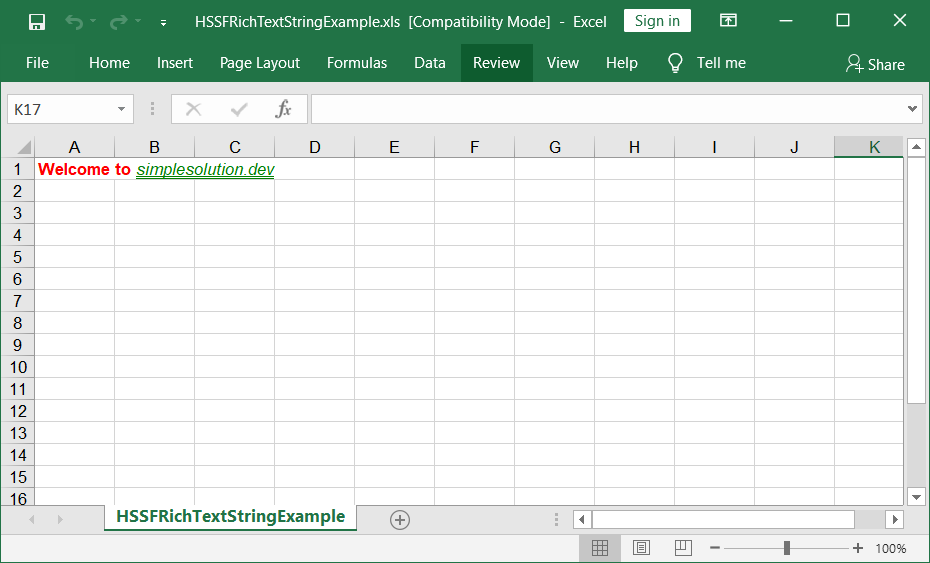 HSSFRichTextStringExample.xls [Compatibility Mode] - Excel Sign in
File Home Insert Page Layout Formulas Data Review View Help Tell me Share
K17 fx
A B C D E F G H I J K
1 Welcome to simplesolution.dev
2
3
4
5
6
7
8
9
10
11
12
13
14
15
16
HSSFRichTextStringExample
100%